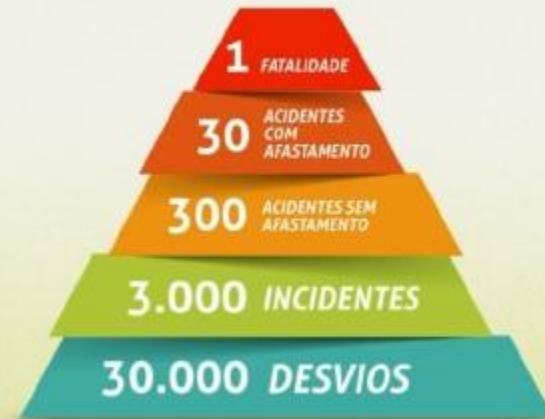 1 FATALIDADE
30 ACIDENTES
COM
AFASTAMENTO
300 ACIDENTES SEM
AFASTAMENTO
3.000 INCIDENTES
30.000 DESVIOS